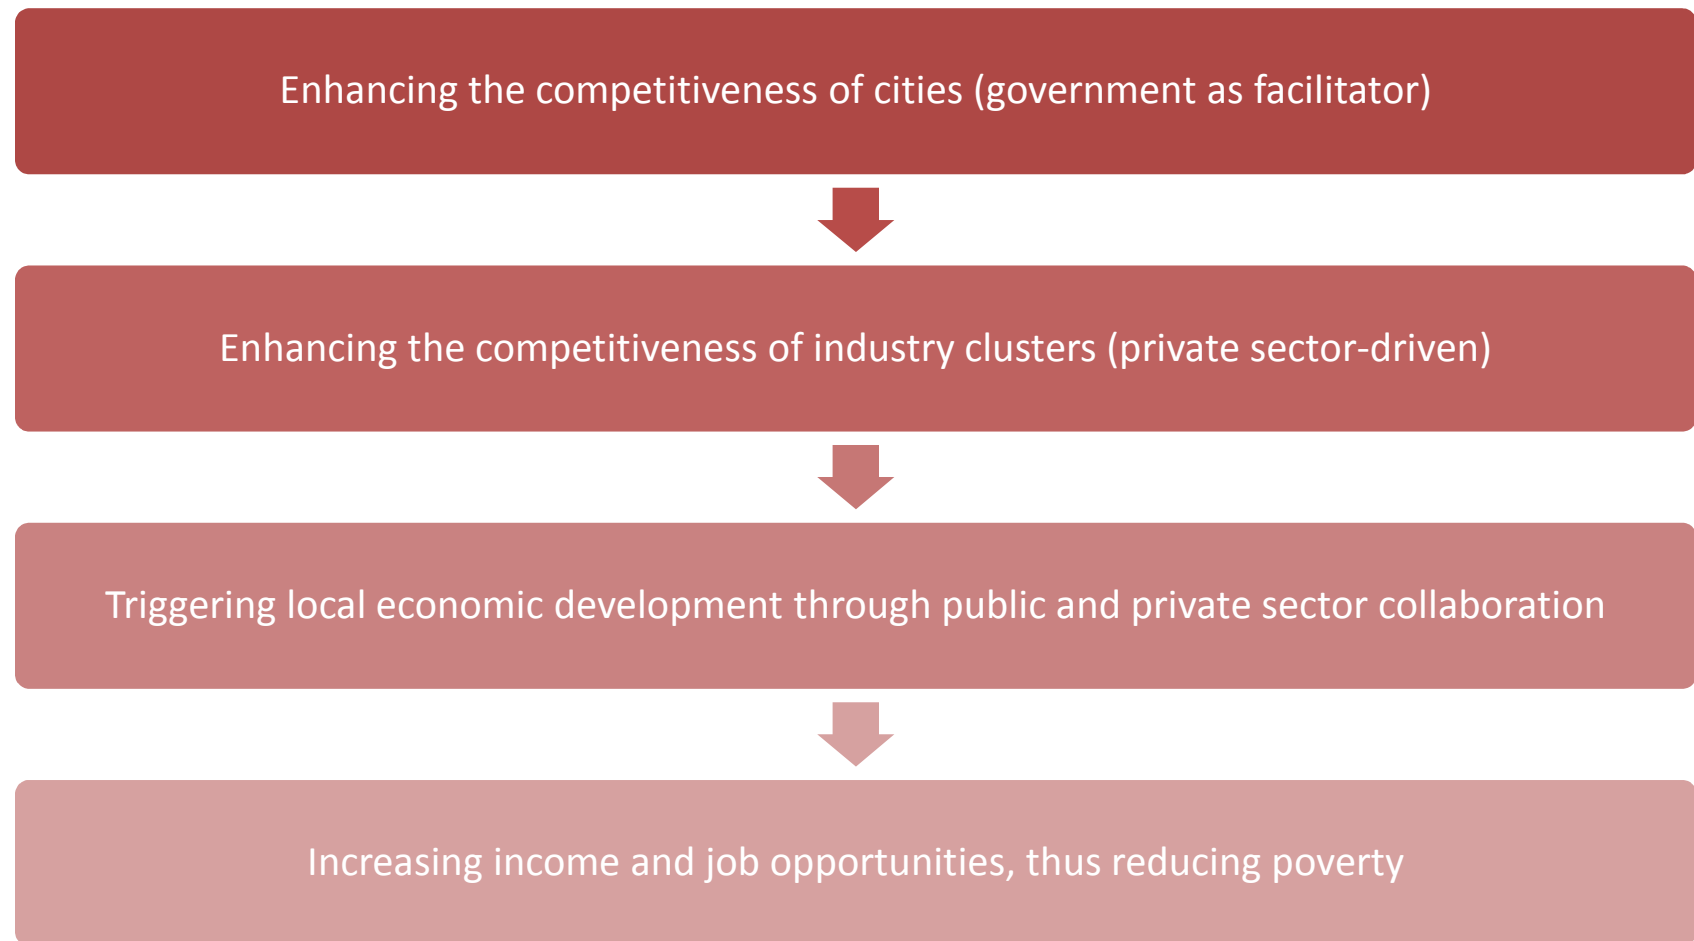 Enhancing the competitiveness of cities (government as facilitator)
Enhancing the competitiveness of industry clusters (private sector-driven)
Triggering local economic development through public and private sector collaboration
Increasing income and job opportunities, thus reducing poverty